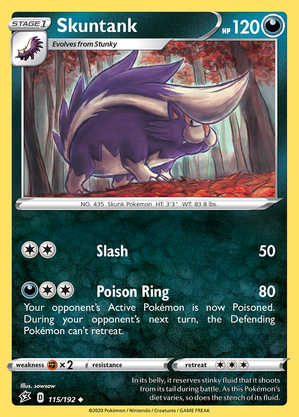 STAGE 1 Skuntank HP 120
Evolves from Stunky
NO. 435 Skunk Pokémon HT: 3'3" WT: 83.8 lbs.
Slash 50
Poison Ring 80
Your opponent's Active Pokémon is now Poisoned.
During your opponent's next turn, the Defending
Pokémon can't retreat.
weakness ×2 resistance retreat
Illus. sowsow
115/192
In its belly, it reserves stinky fluid that it shoots
from its tail during battle. As this Pokémon's
diet varies, so does the stench of its fluid.
©2020 Pokémon / Nintendo / Creatures / GAME FREAK